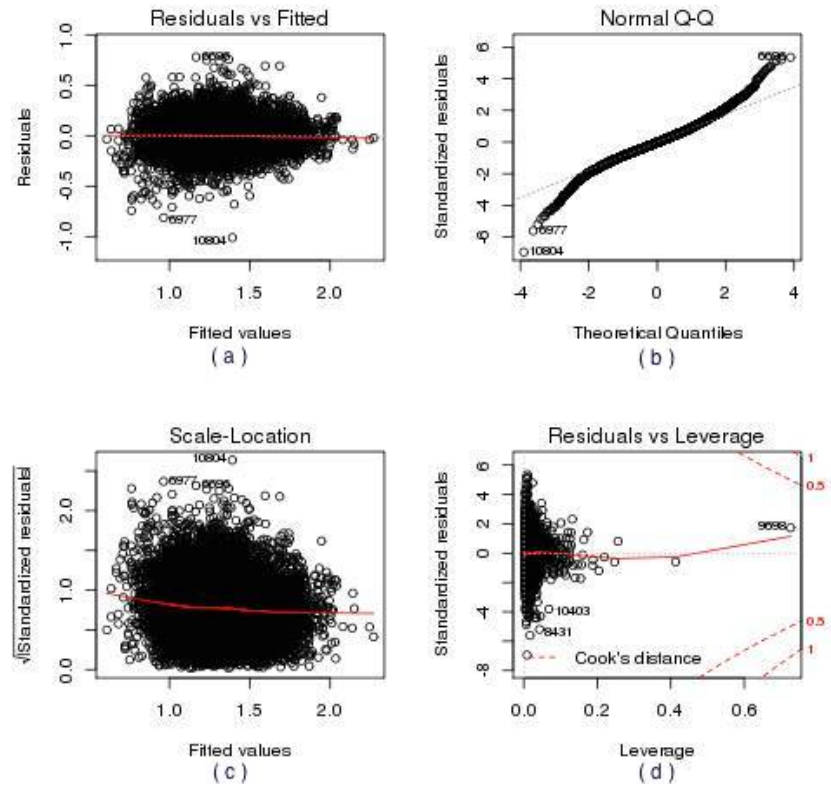 Residuals vs Fitted
Residuals
1.0
0.5
0.0
-0.5
-1.0
6696
6977
10804
1.0 1.5 2.0
Fitted values
( a )
Normal Q-Q
Standardized residuals
6
4
2
0
-2
-4
-6
6696
6977
10804
-4 -2 0 2 4
Theoretical Quantiles
( b )
Scale-Location
√|Standardized residuals|
2.0
1.0
0.0
10804
6977 6696
1.0 1.5 2.0
Fitted values
( c )
Residuals vs Leverage
Standardized residuals
6
4
2
0
-4
-8
1
0.5
9698
10403
8431
0.5
1
Cook's distance
0.0 0.2 0.4 0.6
Leverage
( d )